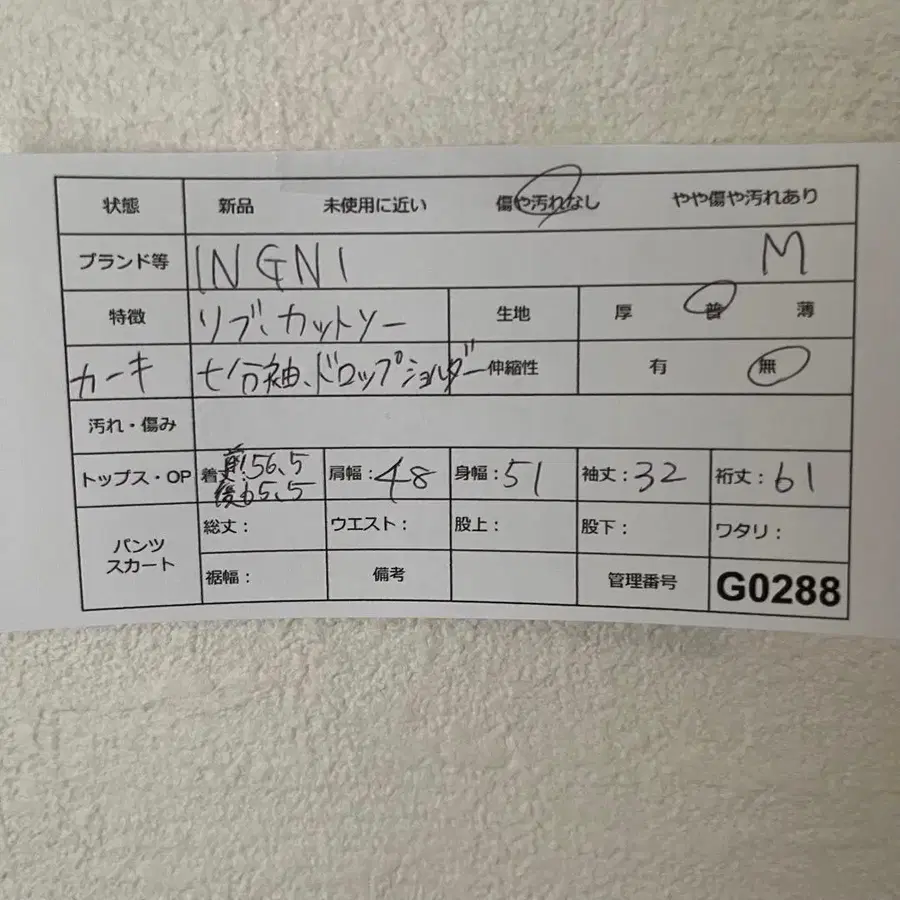 状態 新品 未使用に近い 傷や汚れなし やや傷や汚れあり
ブランド等 INGNI M
特徴 リブ、カットソー 生地 厚 普 薄
カーキ 七分袖、ドロップショルダー 伸縮性 有 無
汚れ・傷み
トップス・OP 着丈: 前56.5 肩幅: 48 身幅: 51 袖丈: 32 裄丈: 61
後65.5
パンツ 総丈: ウエスト: 股上: 股下: ワタリ:
スカート 裾幅: 備考 管理番号 G0288